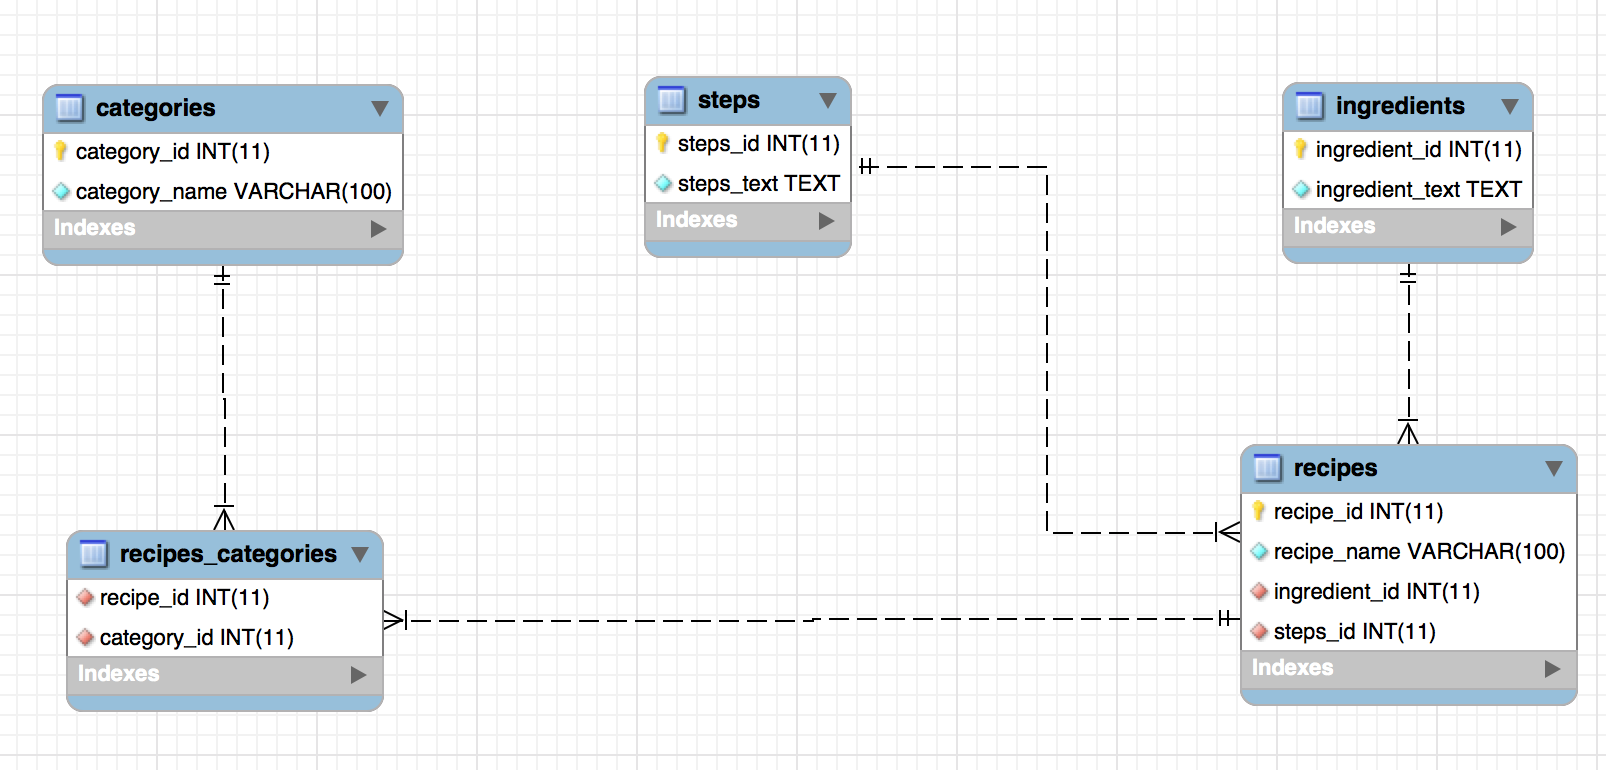 categories
category_id INT(11)
category_name VARCHAR(100)
Indexes
steps
steps_id INT(11)
steps_text TEXT
Indexes
ingredients
ingredient_id INT(11)
ingredient_text TEXT
Indexes
recipes_categories
recipe_id INT(11)
category_id INT(11)
Indexes
recipes
recipe_id INT(11)
recipe_name VARCHAR(100)
ingredient_id INT(11)
steps_id INT(11)
Indexes